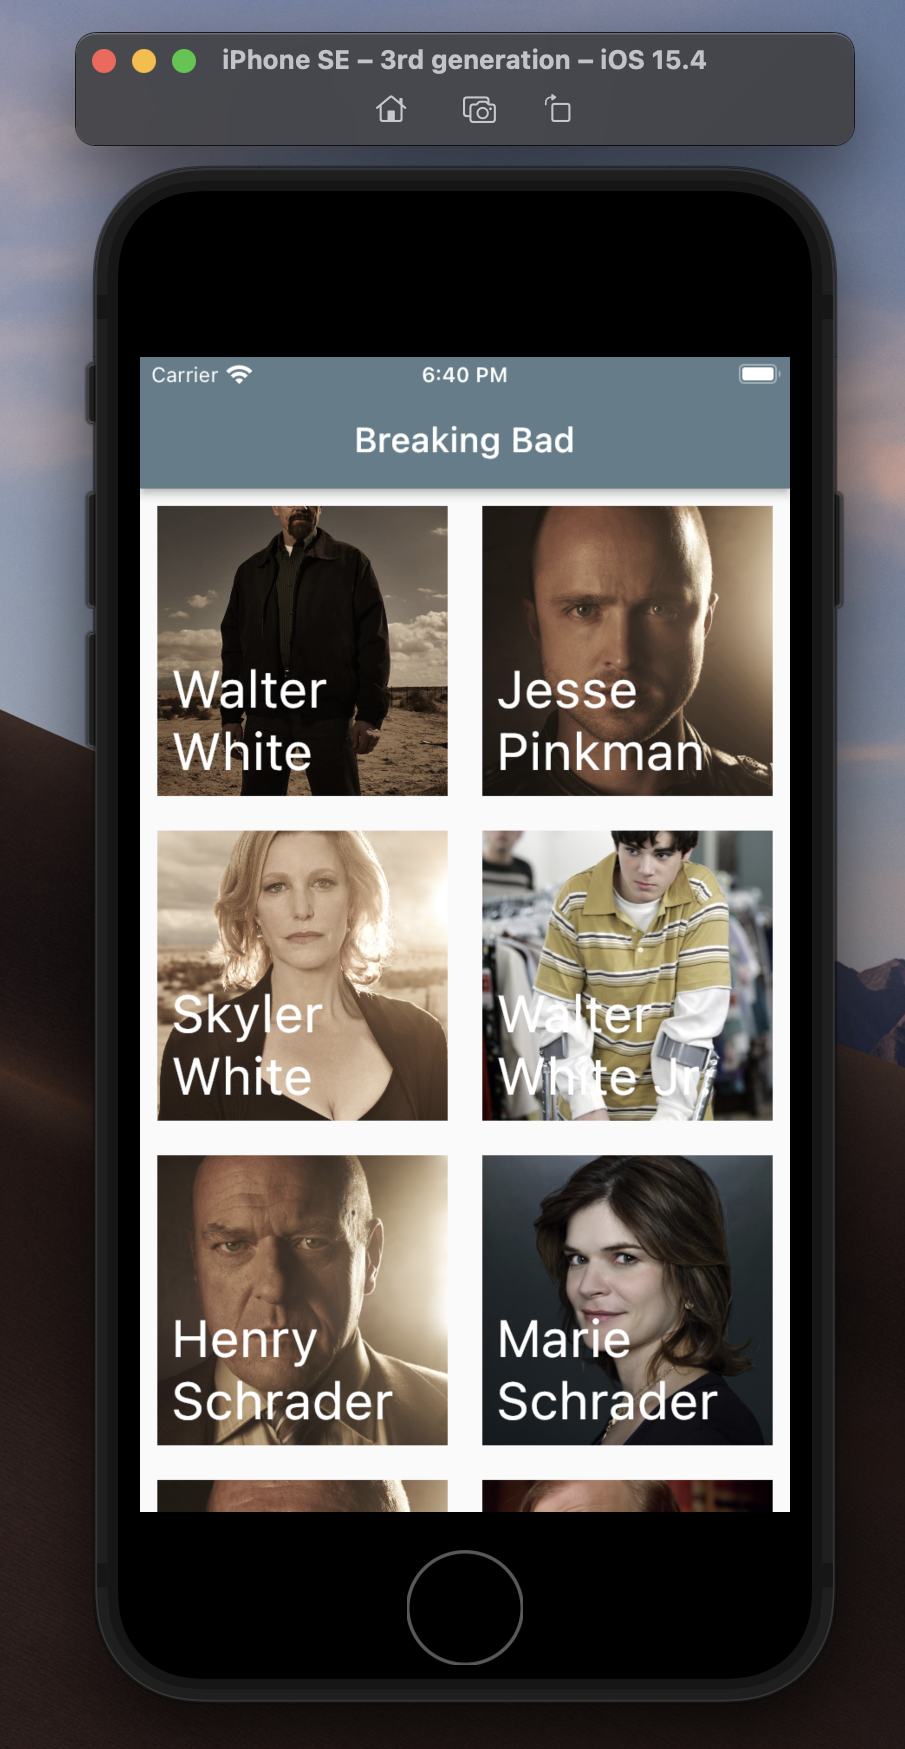 iPhone SE – 3rd generation – iOS 15.4
Carrier 6:40 PM
Breaking Bad
Walter
White
Jesse
Pinkman
Skyler
White
Walter
White Jr.
Henry
Schrader
Marie
Schrader